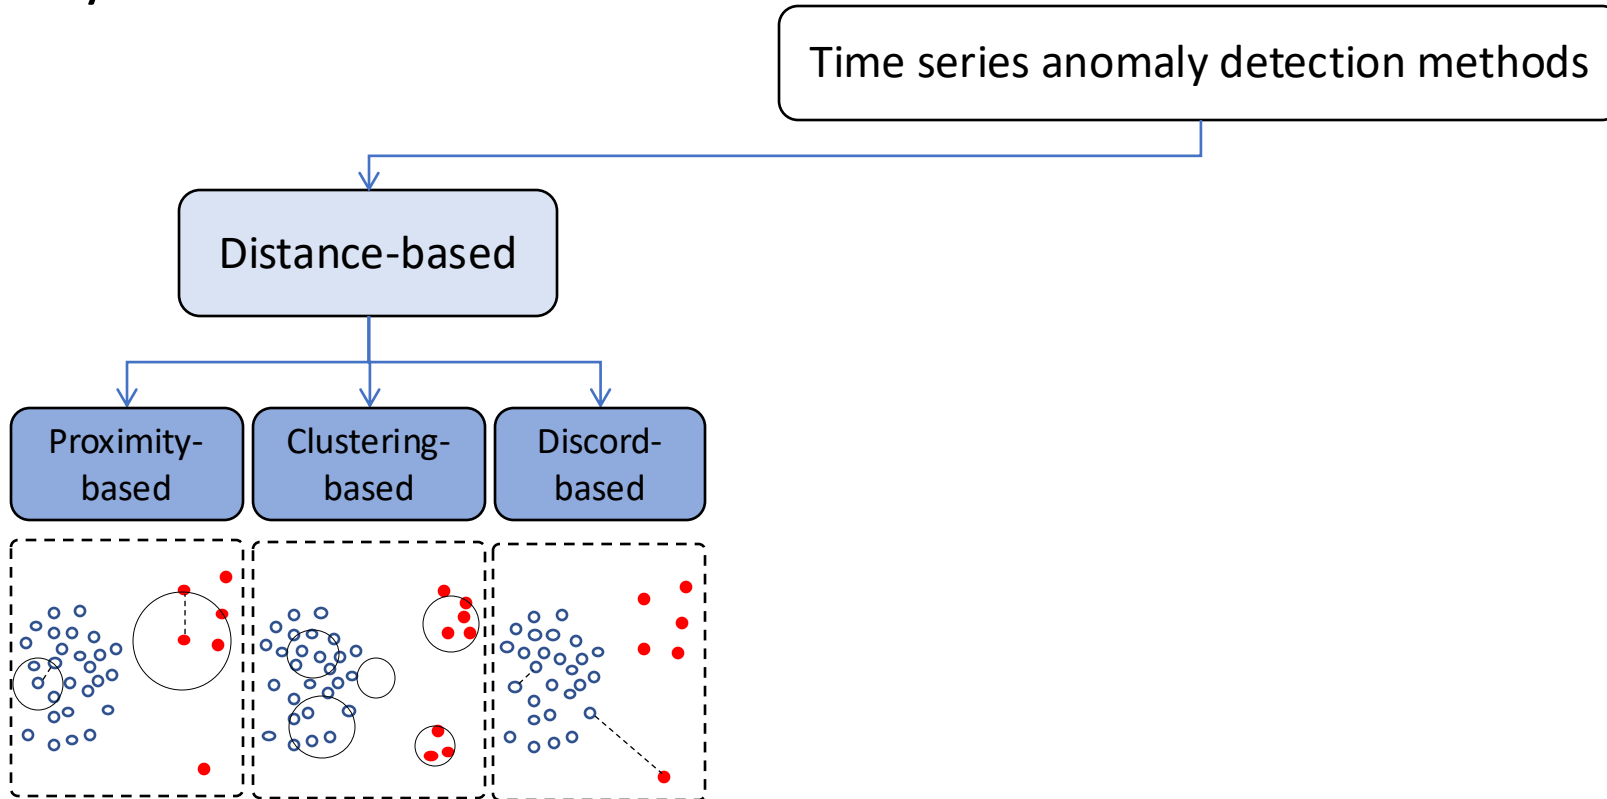 Time series anomaly detection methods
Distance-based
Proximity-
based
Clustering-
based
Discord-
based